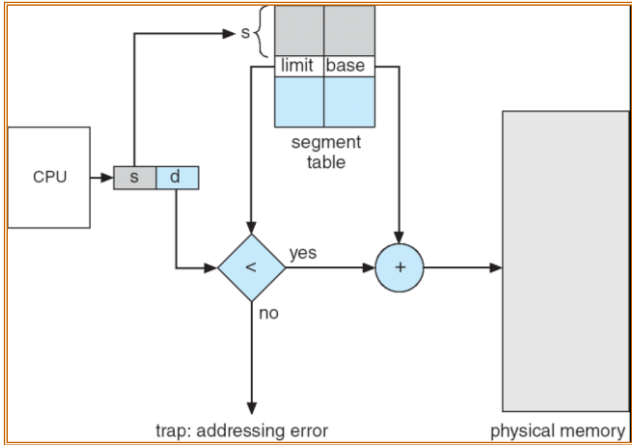 s
limit base
segment
table
CPU
s d
<
yes
+
no
trap: addressing error
physical memory